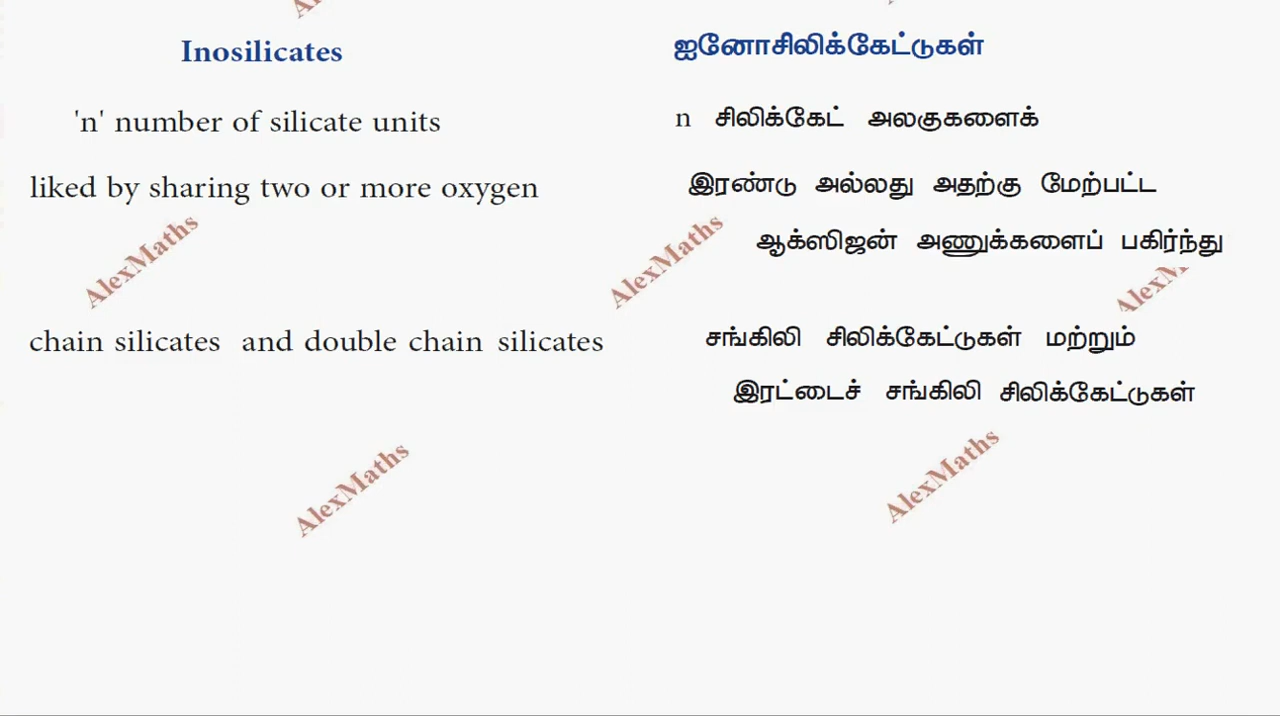 Inosilicates
'n' number of silicate units
liked by sharing two or more oxygen
chain silicates and double chain silicates
ஐனோசிலிக்கேட்டுகள்
n சிலிக்கேட் அலகுகளைக்
இரண்டு அல்லது அதற்கு மேற்பட்ட
ஆக்ஸிஜன் அணுக்களைப் பகிர்ந்து
சங்கிலி சிலிக்கேட்டுகள் மற்றும்
இரட்டைச் சங்கிலி சிலிக்கேட்டுகள்
AlexMaths
AlexMaths
AlexM
AlexMaths
AlexMaths